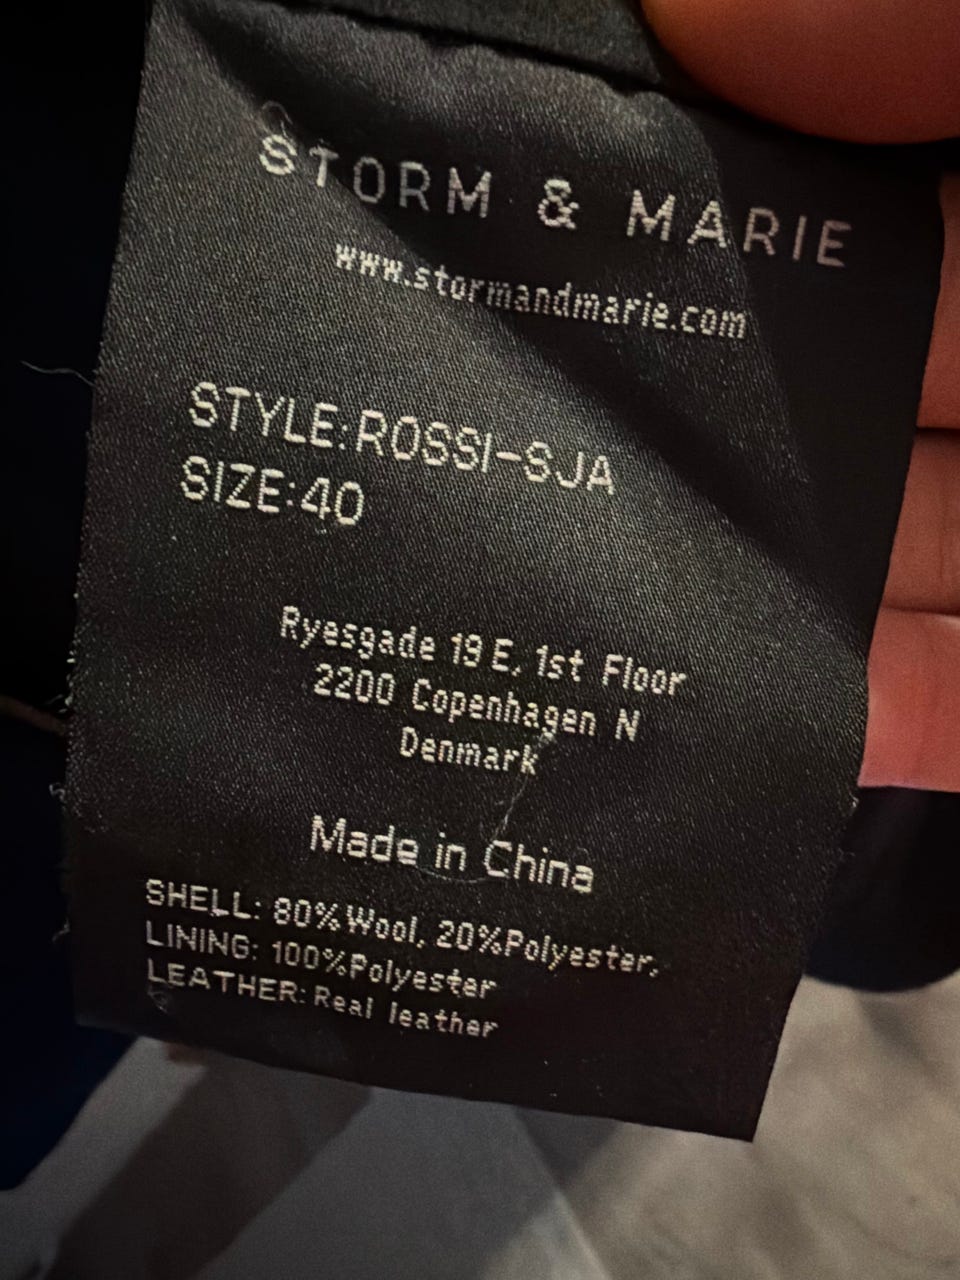 STORM & MARIE
www.stormandmarie.com
STYLE:ROSSI-SJA
SIZE:40
Ryesgade 19 E, 1st Floor
2200 Copenhagen N
Denmark
Made in China
SHELL: 80%Wool, 20%Polyester,
LINING: 100%Polyester
LEATHER: Real leather